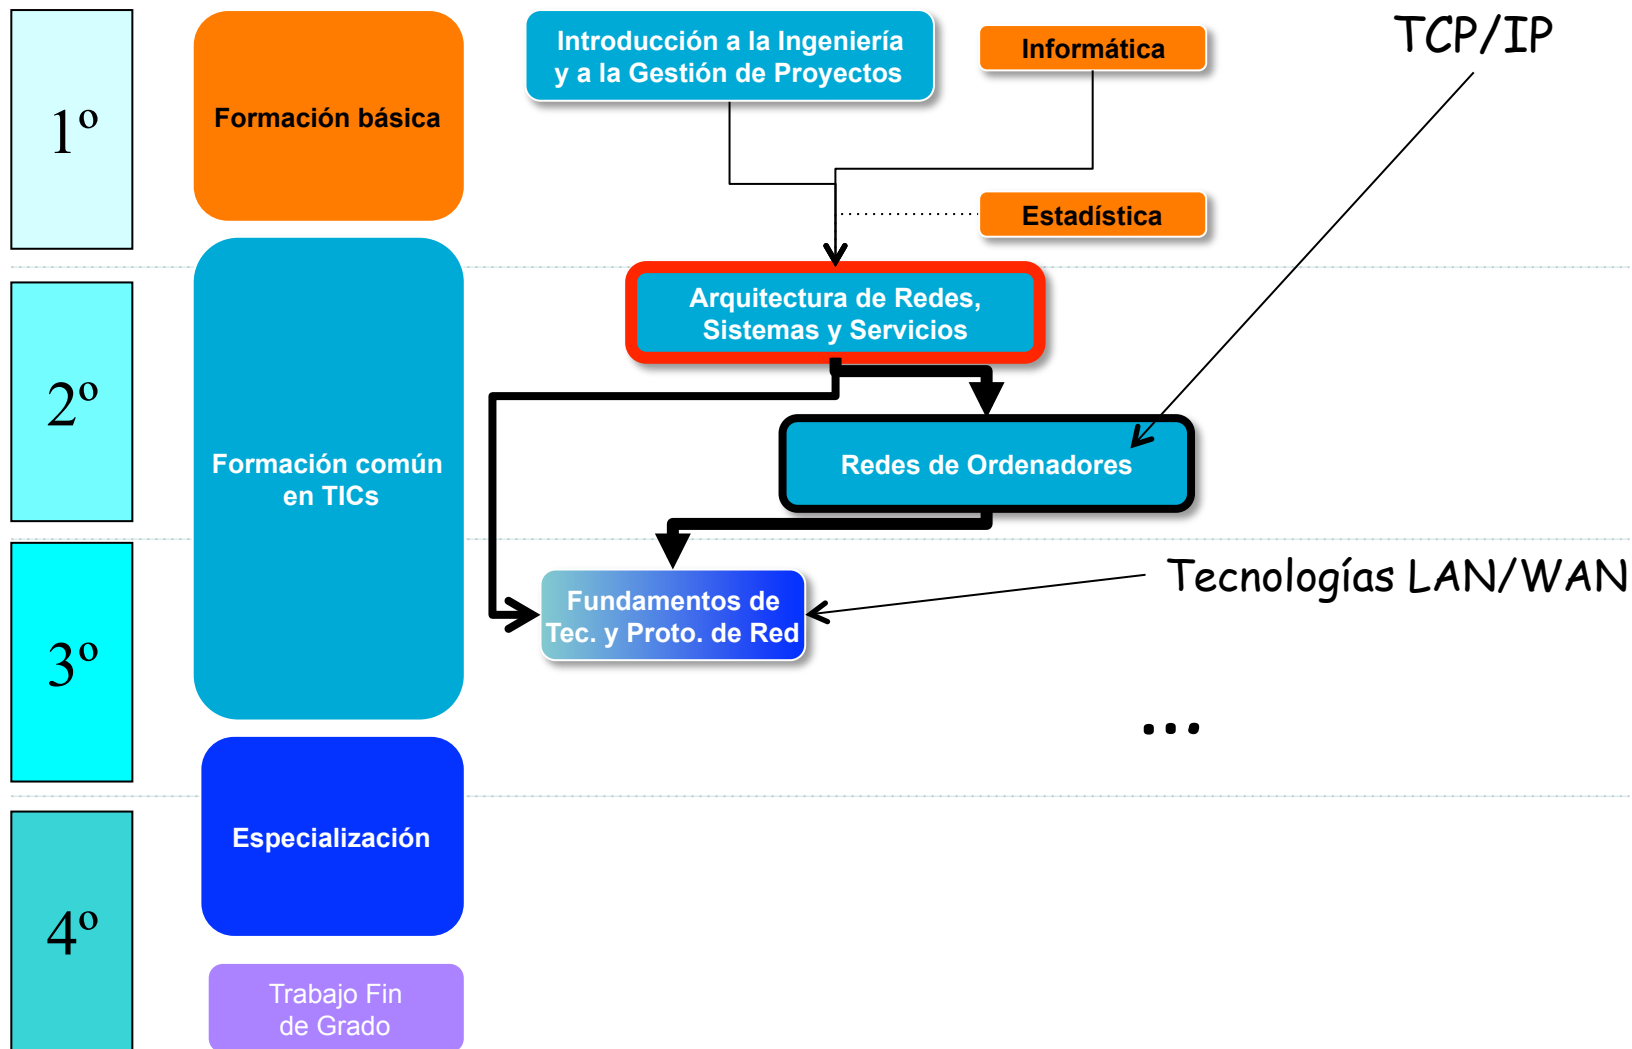 Introducción a la Ingeniería
y a la Gestión de Proyectos
Informática
TCP/IP
1º
Formación básica
Estadística
Arquitectura de Redes,
Sistemas y Servicios
2º
Formación común
en TICs
Redes de Ordenadores
Tecnologías LAN/WAN
Fundamentos de
Tec. y Proto. de Red
3º
...
Especialización
4º
Trabajo Fin
de Grado